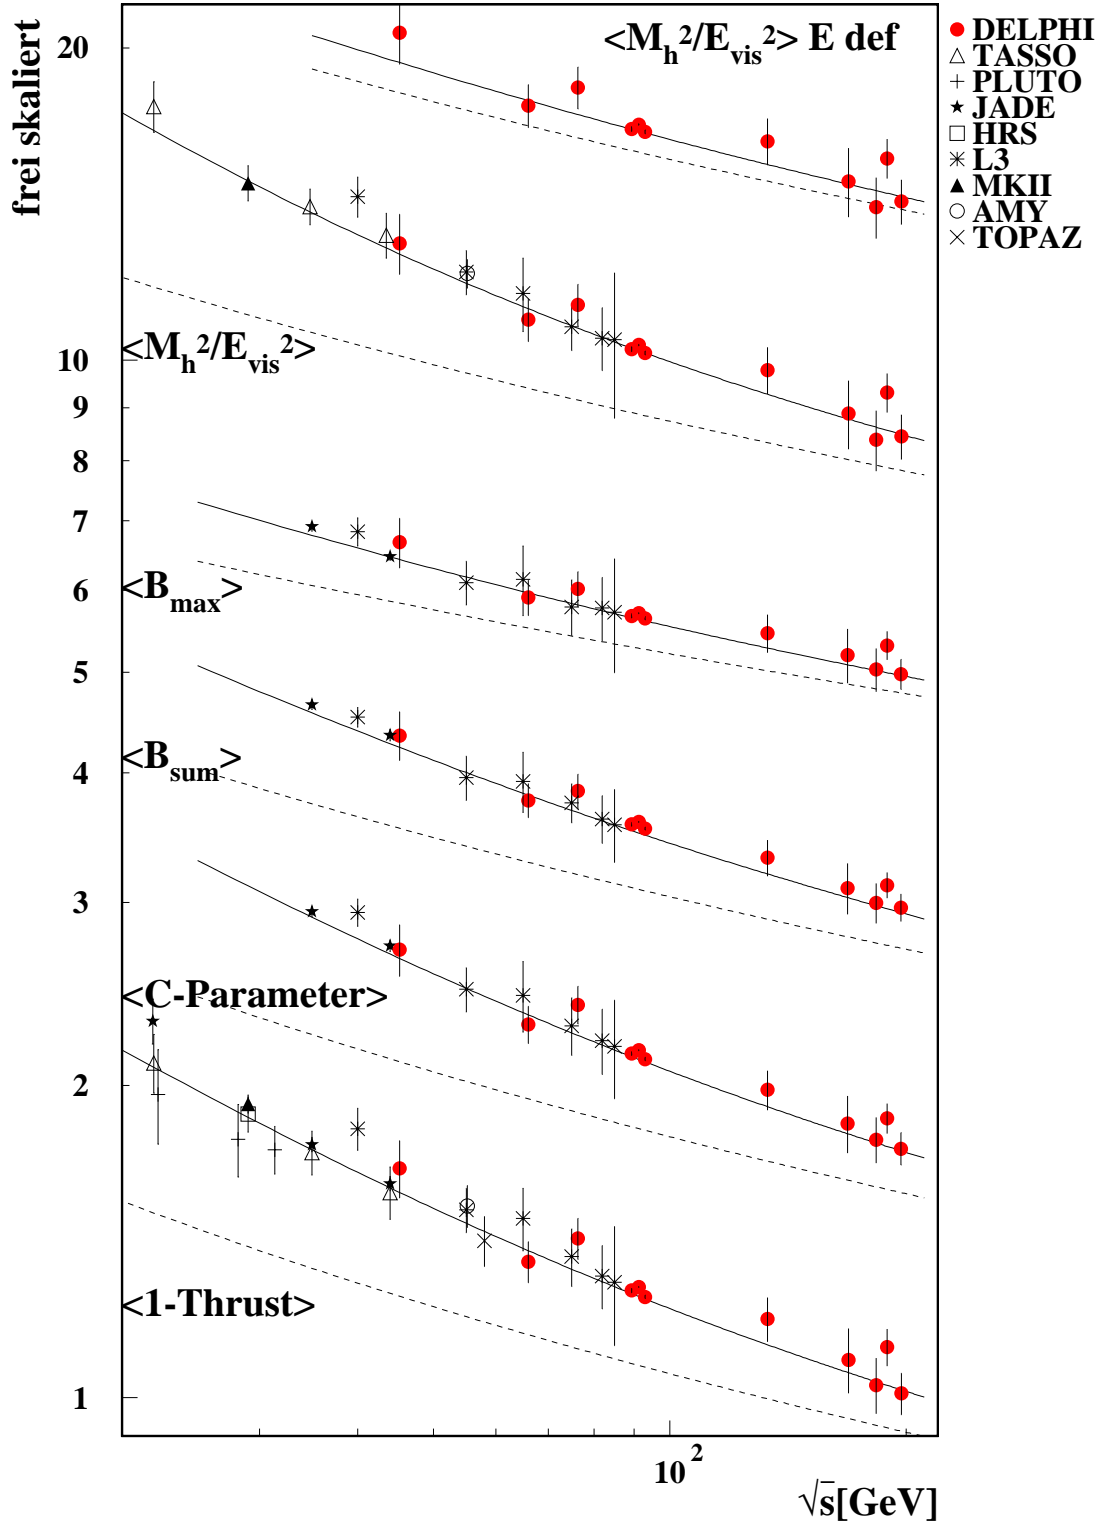 frei skaliert
20
10
9
8
7
6
5
4
3
2
1
<M_h^2/E_vis^2> E def
<M_h^2/E_vis^2>
<B_max>
<B_sum>
<C-Parameter>
<1-Thrust>
DELPHI
TASSO
PLUTO
JADE
HRS
L3
MKII
AMY
TOPAZ
10^2
√s[GeV]